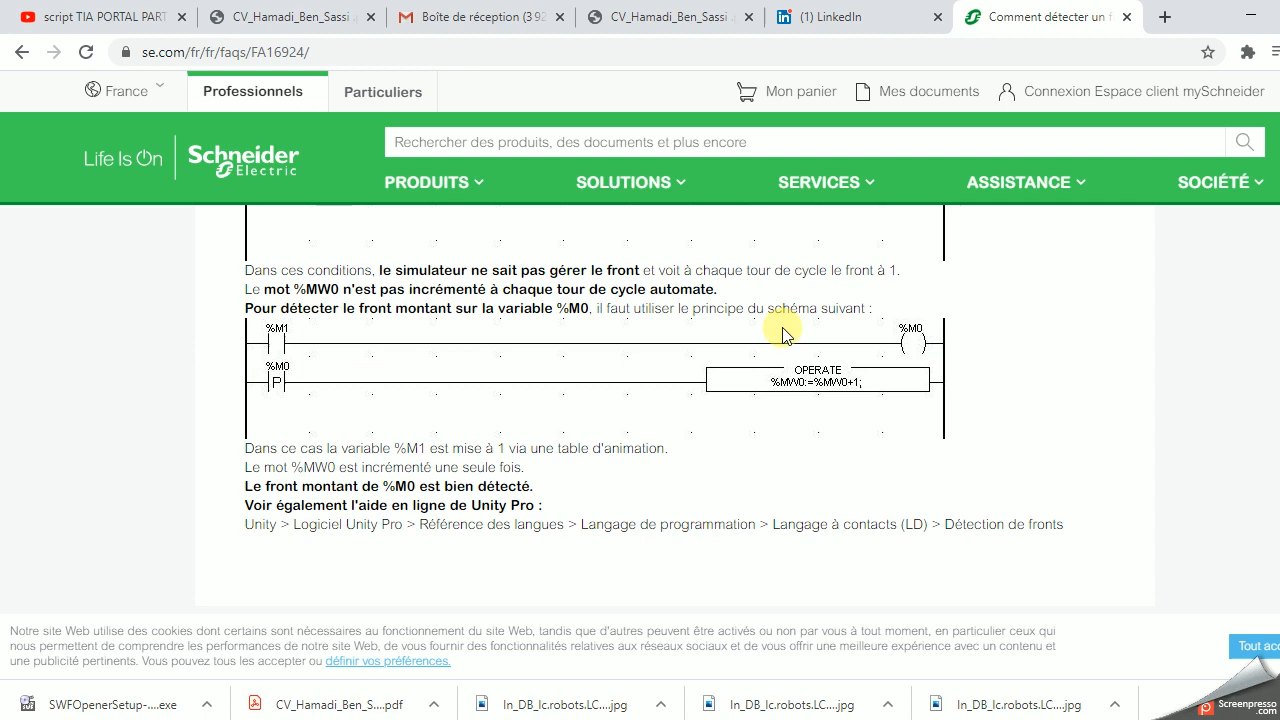 script TIA PORTAL PART
CV_Hamadi_Ben_Sassi
Boîte de réception (3 92
CV_Hamadi_Ben_Sassi
(1) LinkedIn
Comment détecter un f
se.com/fr/fr/faqs/FA16924/
France
Professionnels
Particuliers
Mon panier
Mes documents
Connexion Espace client mySchneider
Life Is On
Schneider
Electric
Rechercher des produits, des documents et plus encore
PRODUITS
SOLUTIONS
SERVICES
ASSISTANCE
SOCIÉTÉ
Dans ces conditions, le simulateur ne sait pas gérer le front et voit à chaque tour de cycle le front à 1.
Le mot %MW0 n'est pas incrémenté à chaque tour de cycle automate.
Pour détecter le front montant sur la variable %M0, il faut utiliser le principe du schéma suivant :
%M1
%M0
%M0
P
OPERATE
%MW0:=%MW0+1;
Dans ce cas la variable %M1 est mise à 1 via une table d'animation.
Le mot %MW0 est incrémenté une seule fois.
Le front montant de %M0 est bien détecté.
Voir également l'aide en ligne de Unity Pro :
Unity > Logiciel Unity Pro > Référence des langues > Langage de programmation > Langage à contacts (LD) > Détection de fronts
Notre site Web utilise des cookies dont certains sont nécessaires au fonctionnement du site Web, tandis que d'autres peuvent être activés ou non par vous à tout moment, en particulier ceux qui
nous permettent de comprendre les performances de notre site Web, de vous fournir des fonctionnalités relatives aux réseaux sociaux et de vous offrir une meilleure expérience avec un contenu et
une publicité pertinents. Vous pouvez tous les accepter ou définir vos préférences.
Tout acc
SWFOpenerSetup-....exe
CV_Hamadi_Ben_S....pdf
In_DB_Ic.robots.LC....jpg
In_DB_Ic.robots.LC....jpg
In_DB_Ic.robots.LC....jpg
Screenpresso
.com